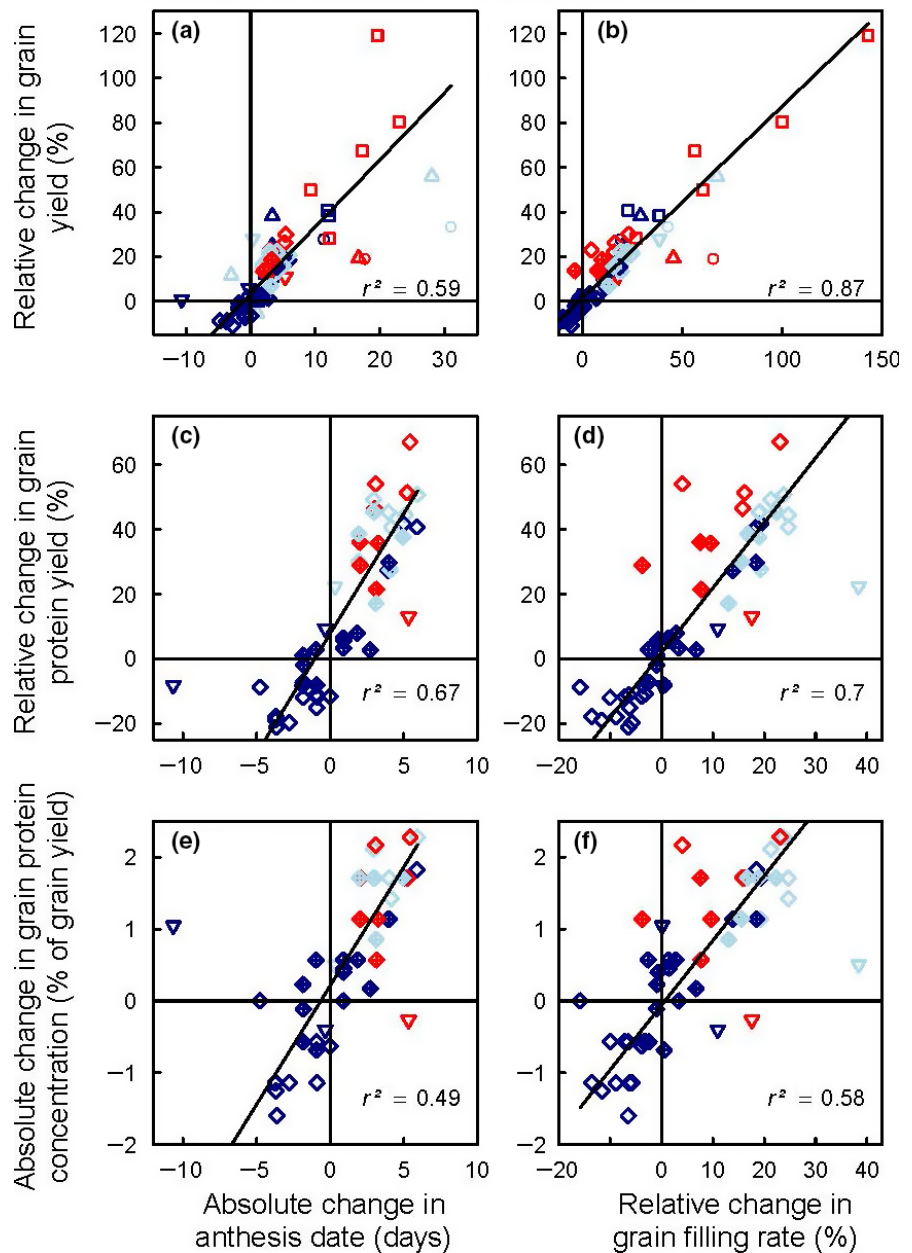 (a)
(b)
Relative change in grain
yield (%)
120
100
80
60
40
20
0
r² = 0.59
r² = 0.87
−10 0 10 20 30
0 50 100 150
(c)
(d)
Relative change in grain
protein yield (%)
60
40
20
0
−20
r² = 0.67
r² = 0.7
−10 −5 0 5 10
−20 0 10 20 30 40
(e)
(f)
Absolute change in grain protein
concentration (% of grain yield)
2
1
0
−1
−2
r² = 0.49
r² = 0.58
−10 −5 0 5 10
−20 0 10 20 30 40
Absolute change in
anthesis date (days)
Relative change in
grain filling rate (%)